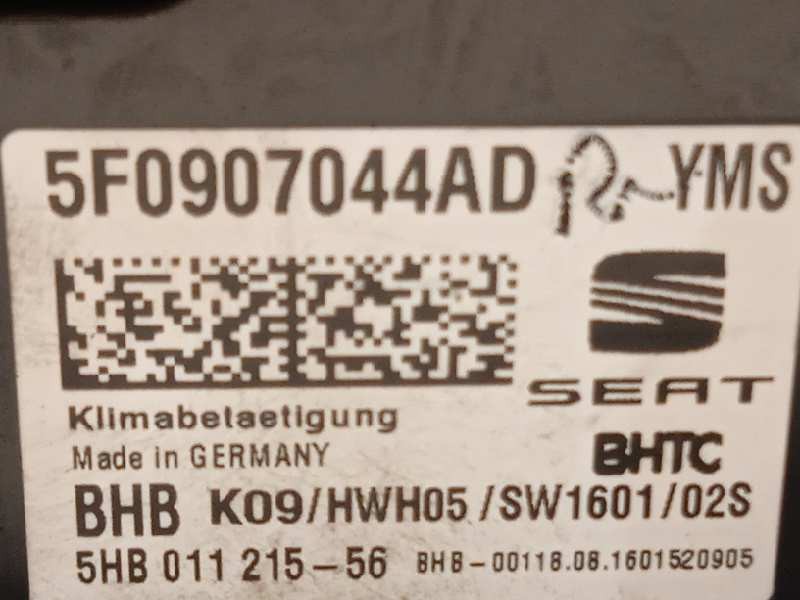 5F0907044AD YMS
SEAT
Klimabelaetigung
Made in GERMANY
BHTC
BHB K09/HWH05/SW1601/02S
5HB 011 215-56 BHB-00118.08.1601520905